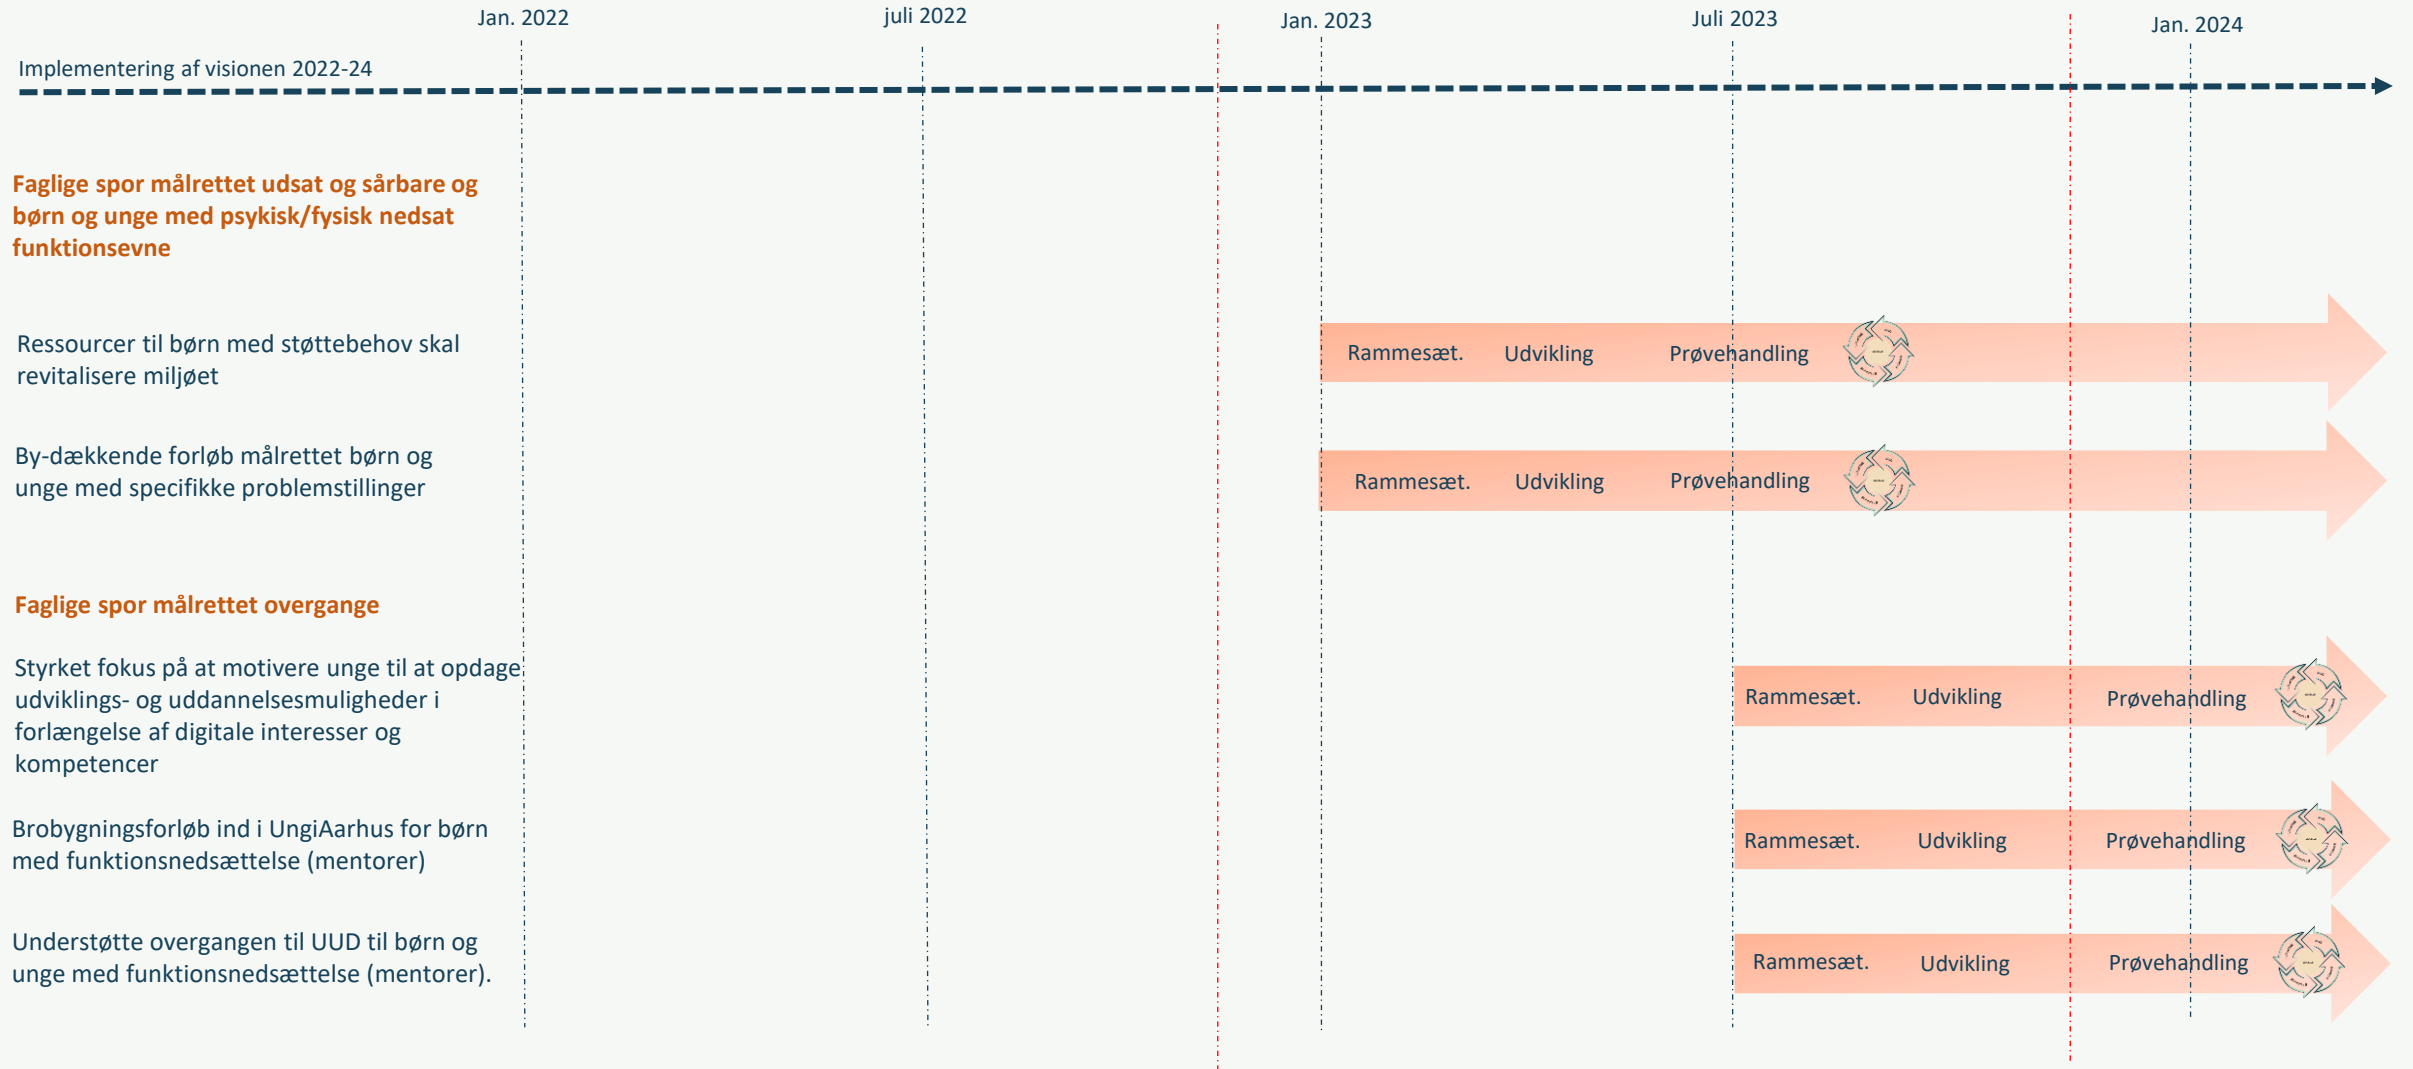 Jan. 2022
juli 2022
Jan. 2023
Juli 2023
Jan. 2024
Implementering af visionen 2022-24
Faglige spor målrettet udsat og sårbare og
børn og unge med psykisk/fysisk nedsat
funktionsevne
Ressourcer til børn med støttebehov skal
revitalisere miljøet
Rammesæt.
Udvikling
Prøvehandling
By-dækkende forløb målrettet børn og
unge med specifikke problemstillinger
Rammesæt.
Udvikling
Prøvehandling
Faglige spor målrettet overgange
Styrket fokus på at motivere unge til at opdage
udviklings- og uddannelsesmuligheder i
forlængelse af digitale interesser og
kompetencer
Rammesæt.
Udvikling
Prøvehandling
Brobygningsforløb ind i UngiAarhus for børn
med funktionsnedsættelse (mentorer)
Rammesæt.
Udvikling
Prøvehandling
Understøtte overgangen til UUD til børn og
unge med funktionsnedsættelse (mentorer).
Rammesæt.
Udvikling
Prøvehandling